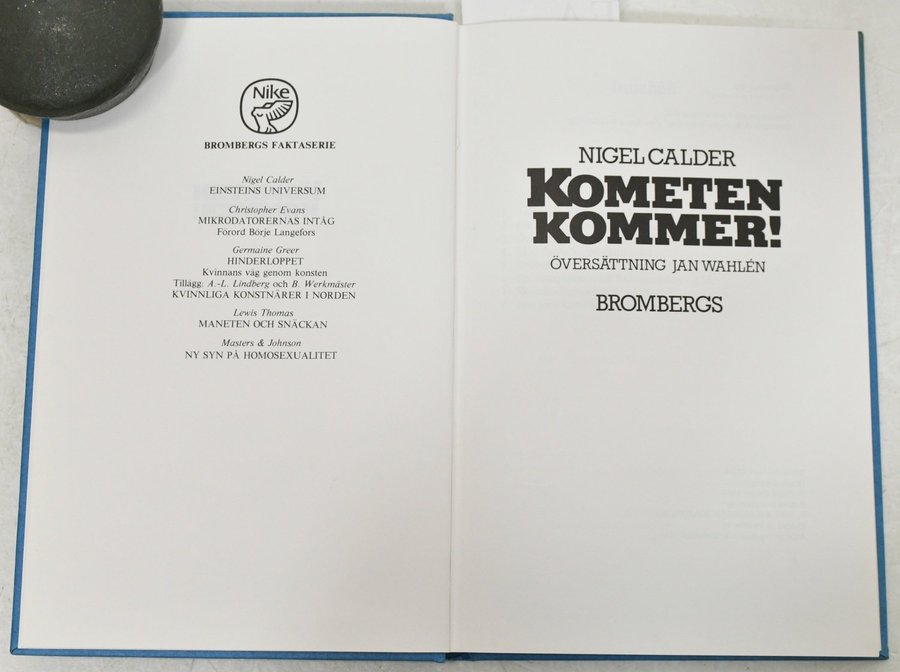 Nike
BROMBERGS FAKTASERIE
Nigel Calder
EINSTEINS UNIVERSUM
Christopher Evans
MIKRODATORERNAS INTÅG
Förord Börje Langefors
Germaine Greer
HINDERLOPPET
Kvinnans väg genom konsten
Tillägg: A.-L. Lindberg och B. Werkmäster
KVINNLIGA KONSTNÄRER I NORDEN
Lewis Thomas
MANETEN OCH SNÄCKAN
Masters & Johnson
NY SYN PÅ HOMOSEXUALITET
NIGEL CALDER
KOMETEN
KOMMER!
ÖVERSÄTTNING JAN WAHLÉN
BROMBERGS